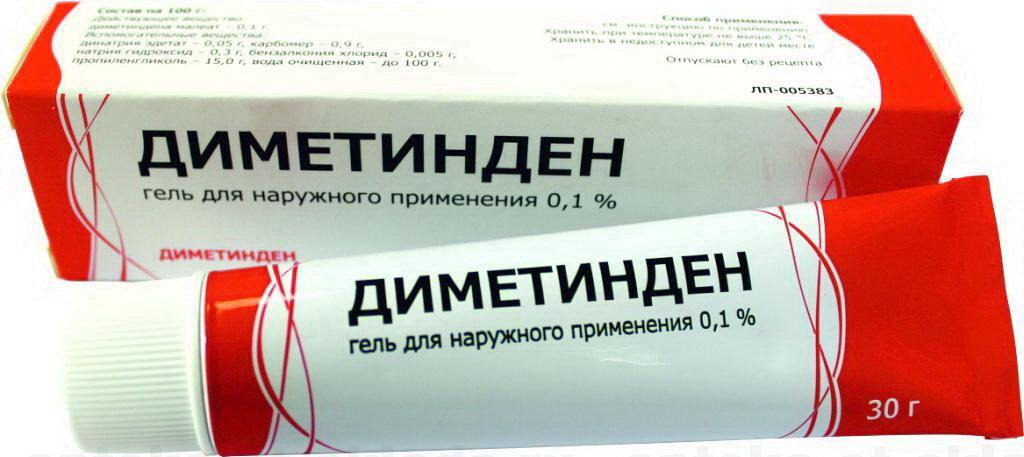 Состав на 100 г:
Действующее вещество:
диметиндена малеат – 0,1 г.
Вспомогательные вещества:
динатрия эдетат – 0,05 г, карбомер – 0,9 г,
натрия гидроксид – 0,3 г, бензалкония хлорид – 0,005 г,
пропиленгликоль – 15,0 г, вода очищенная – до 100 г.
Способ применения:
см. инструкцию по применению.
Хранить при температуре не выше 25 °С
Хранить в недоступном для детей месте
Отпускают без рецепта
ЛП-005383
ДИМЕТИНДЕН
гель для наружного применения 0,1 %
ДИМЕТИНДЕН
ДИМЕТИНДЕН
гель для наружного применения 0,1 %
30 г